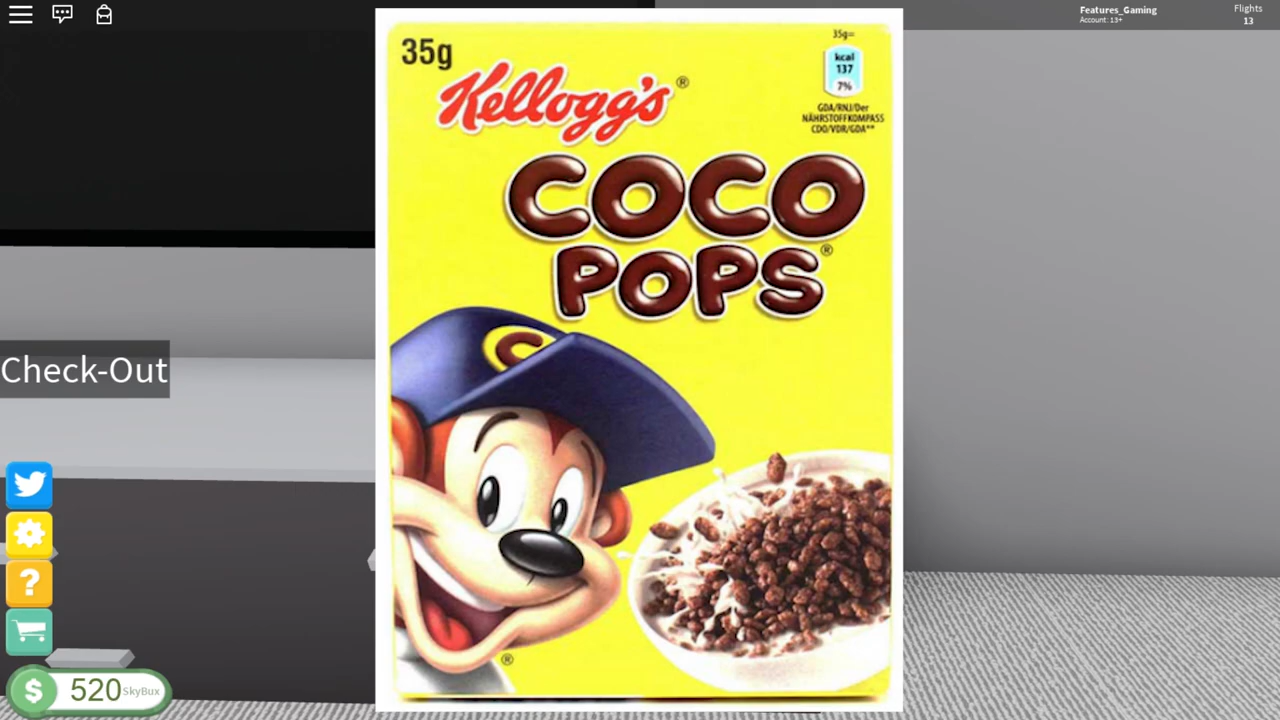 Features_Gaming
Account: 13+
Flights
13
35g
Kellogg's®
35g=
kcal
137
7%
GDA/RNJ/Der
NÄHRSTOFFKOMPASS
CDO/VDR/GDA**
COCO
POPS®
C
®
Check-Out
?
$ 520 SkyBux